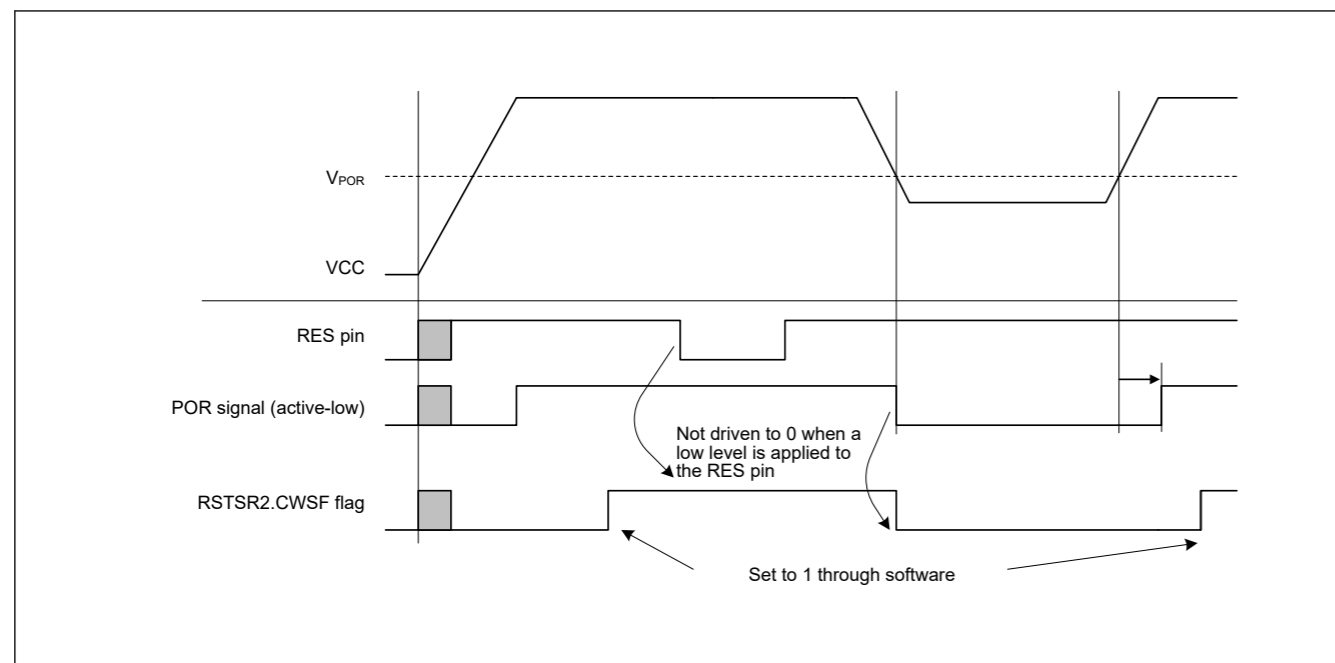 VPOR
VCC
RES pin
POR signal (active-low)
Not driven to 0 when a
low level is applied to
the RES pin
RSTSR2.CWSF flag
Set to 1 through software